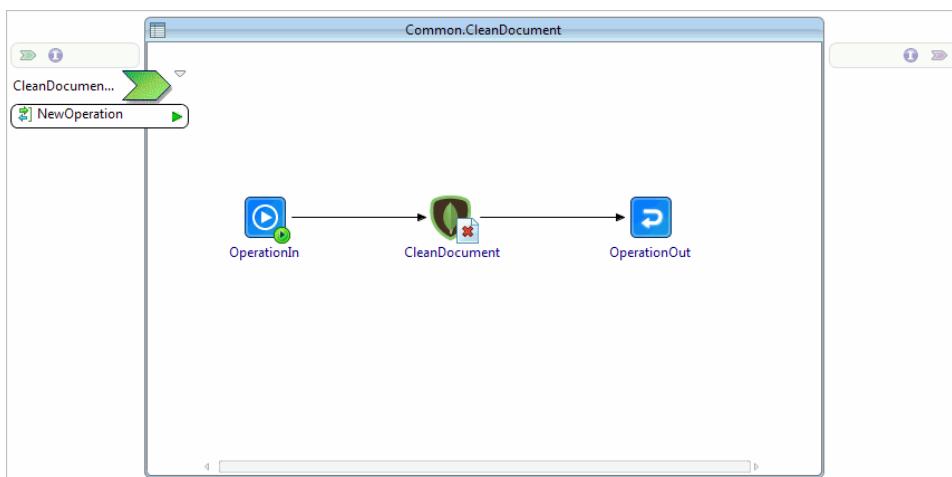 Common.CleanDocument
CleanDocumen...
NewOperation
OperationIn
CleanDocument
OperationOut